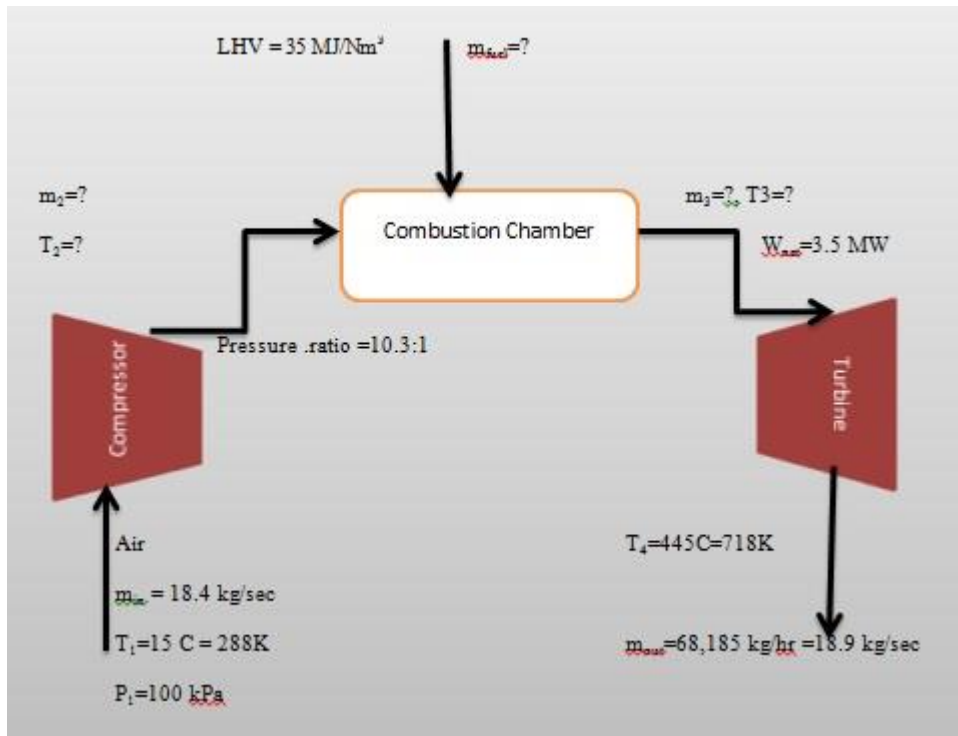 LHV = 35 MJ/Nm³
m_fuel=?
m₂=?
T₂=?
Combustion Chamber
m₃=?, T3=?
W_net=3.5 MW
Pressure .ratio =10.3:1
Compressor
Turbine
Air
m_in = 18.4 kg/sec
T₁=15 C = 288K
P₁=100 kPa
T₄=445C=718K
m_out=68,185 kg/hr =18.9 kg/sec